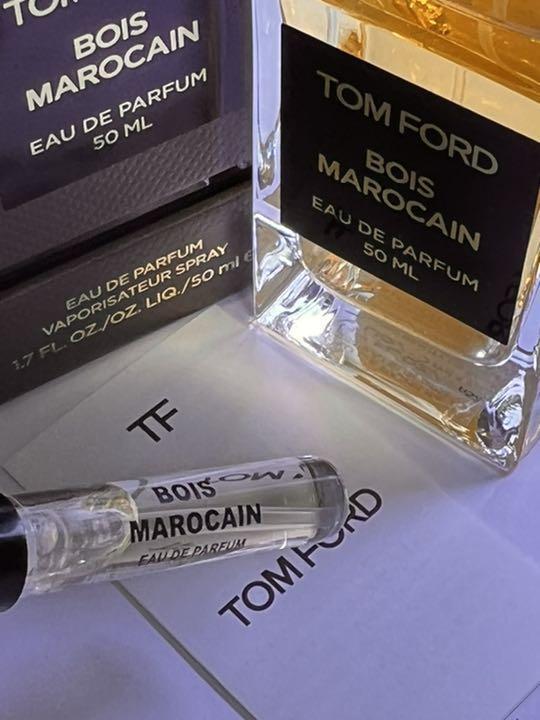 TOM
BOIS
MAROCAIN
EAU DE PARFUM
50 ML
EAU DE PARFUM
VAPORISATEUR SPRAY
1.7 FL. OZ./OZ. LIQ./50 ml e
TOM FORD
BOIS
MAROCAIN
EAU DE PARFUM
50 ML
TF
BOIS
MAROCAIN
EAU DE PARFUM
TOM FORD